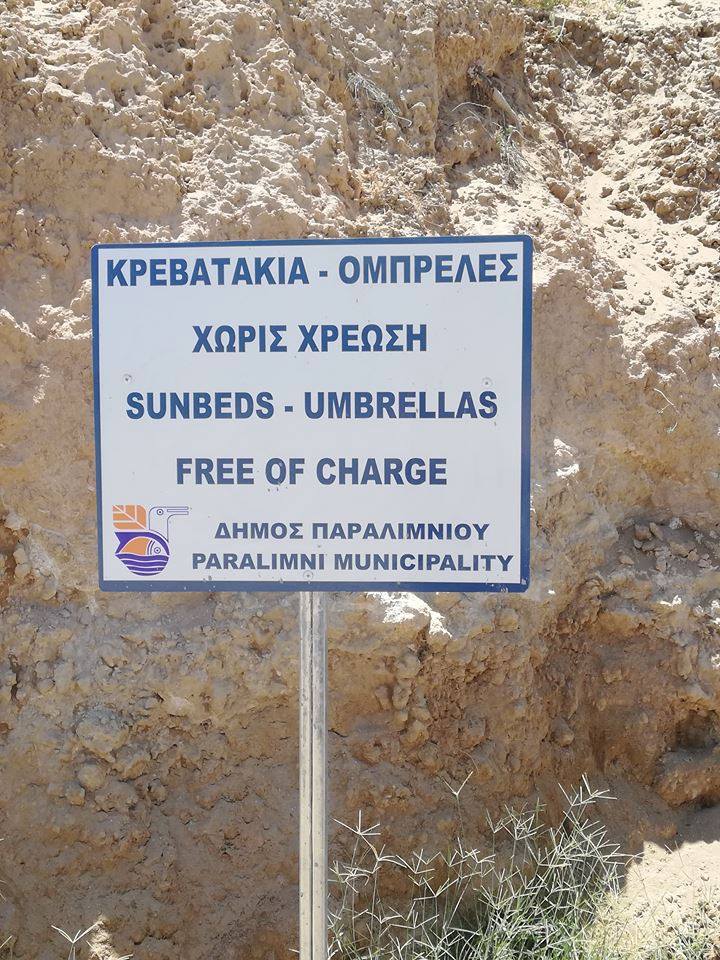 ΚΡΕΒΑΤΑΚΙΑ - ΟΜΠΡΕΛΕΣ
ΧΩΡΙΣ ΧΡΕΩΣΗ
SUNBEDS - UMBRELLAS
FREE OF CHARGE
ΔΗΜΟΣ ΠΑΡΑΛΙΜΝΙΟΥ
PARALIMNI MUNICIPALITY